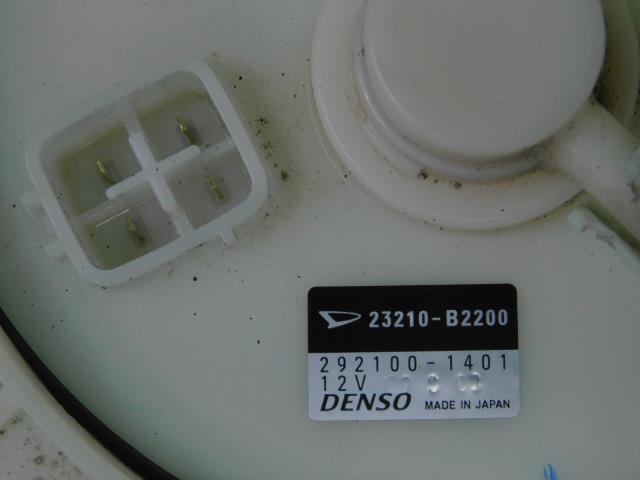 23210-B2200
292100-1401
12V
DENSO MADE IN JAPAN